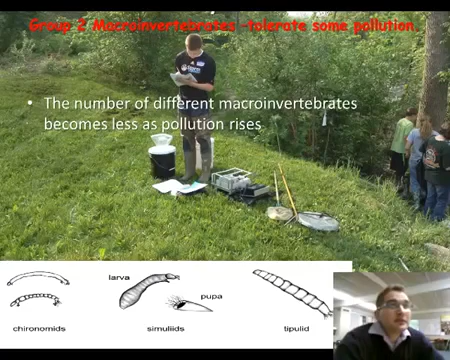 Group 2 Macroinvertebrates -tolerate some pollution.
• The number of different macroinvertebrates
becomes less as pollution rises
larva
pupa
chironomids
simuliids
tipulid